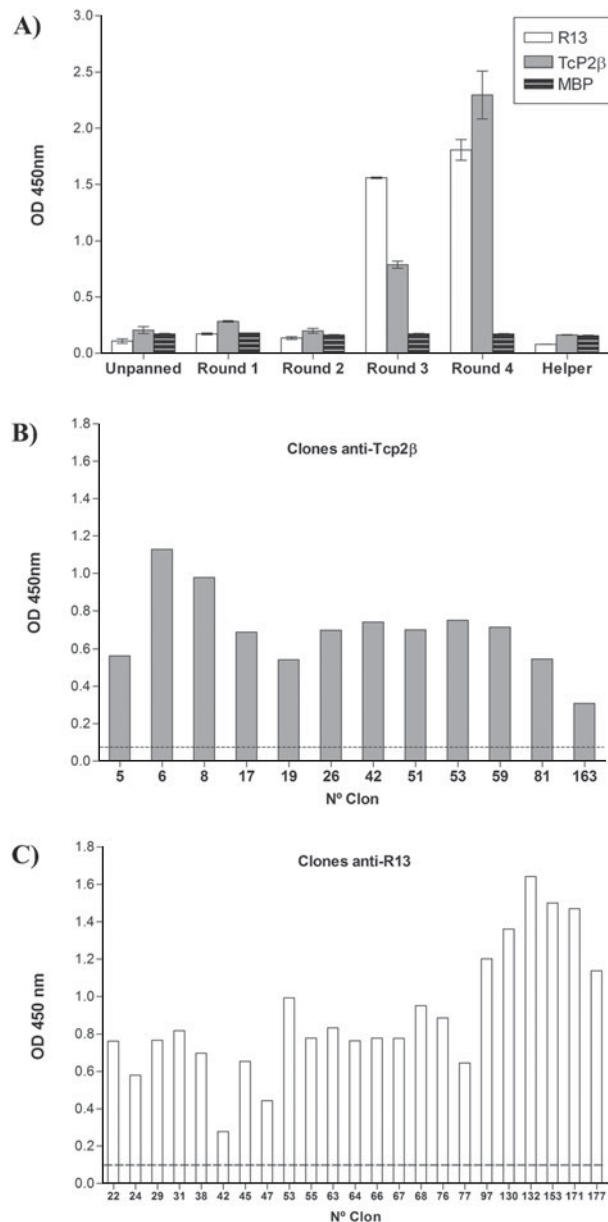 A)
R13
TcP2β
MBP
3.0
2.5
2.0
1.5
1.0
0.5
0.0
OD 450nm
Unpanned Round 1 Round 2 Round 3 Round 4 Helper
B)
Clones anti-Tcp2β
1.8
1.6
1.4
1.2
1.0
0.8
0.6
0.4
0.2
0.0
OD 450nm
5 6 8 17 19 26 42 51 53 59 81 163
Nº Clon
C)
Clones anti-R13
1.8
1.6
1.4
1.2
1.0
0.8
0.6
0.4
0.2
0.0
OD 450 nm
22 24 29 31 38 42 45 47 53 55 63 64 66 67 68 76 77 97 130 132 153 171 177
Nº Clon